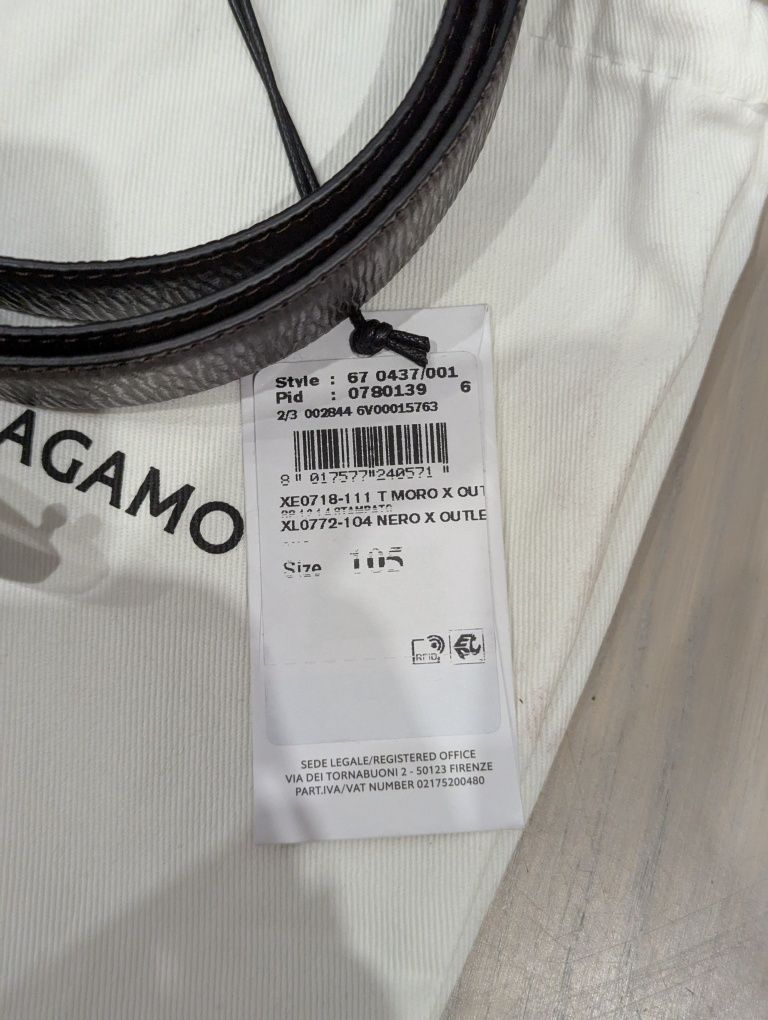 AGAMO
Style : 67 0437/001
Pid : 0780139 6
2/3 002844 6V00015763
8 017577 240571
XE0718-111 T MORO X OUT
XL0772-104 NERO X OUTLE
Size 105
RFID
SEDE LEGALE/REGISTERED OFFICE
VIA DEI TORNABUONI 2 - 50123 FIRENZE
PART.IVA/VAT NUMBER 02175200480